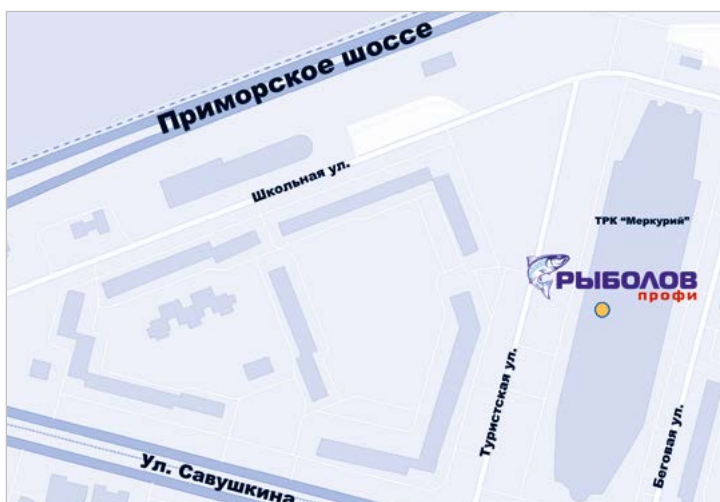 Приморское шоссе
Школьная ул.
ТРК "Меркурий"
РЫБОЛОВ
профи
Туристская ул.
Беговая ул.
Ул. Савушкина